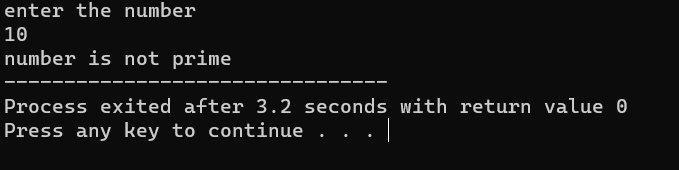 enter the number
10
number is not prime
--------------------------------
Process exited after 3.2 seconds with return value 0
Press any key to continue . . .